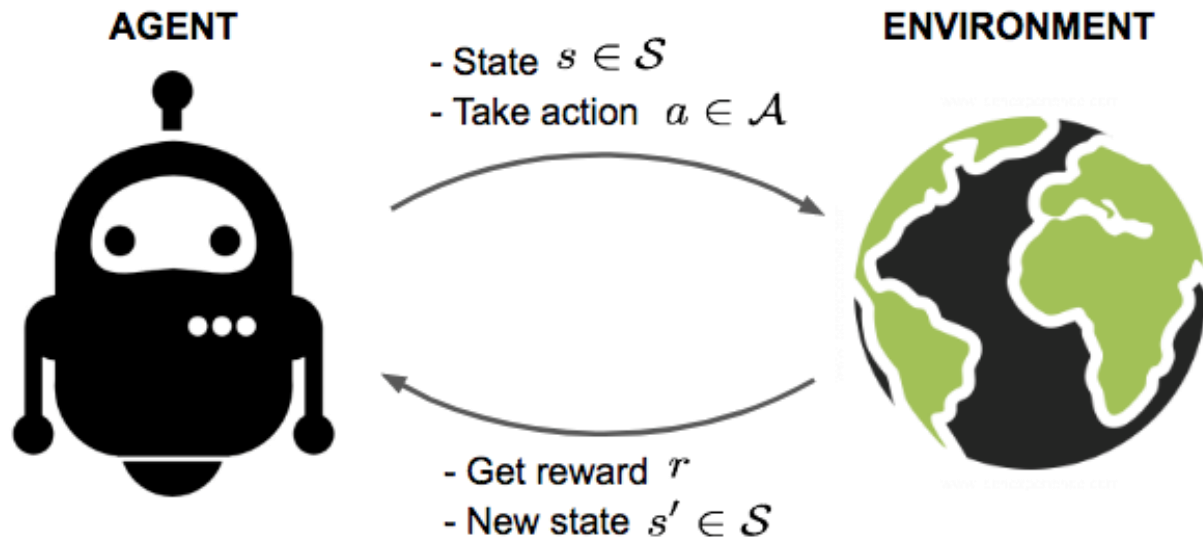 AGENT
ENVIRONMENT
- State s ∈ 𝒮
- Take action a ∈ 𝒜
- Get reward r
- New state s′ ∈ 𝒮